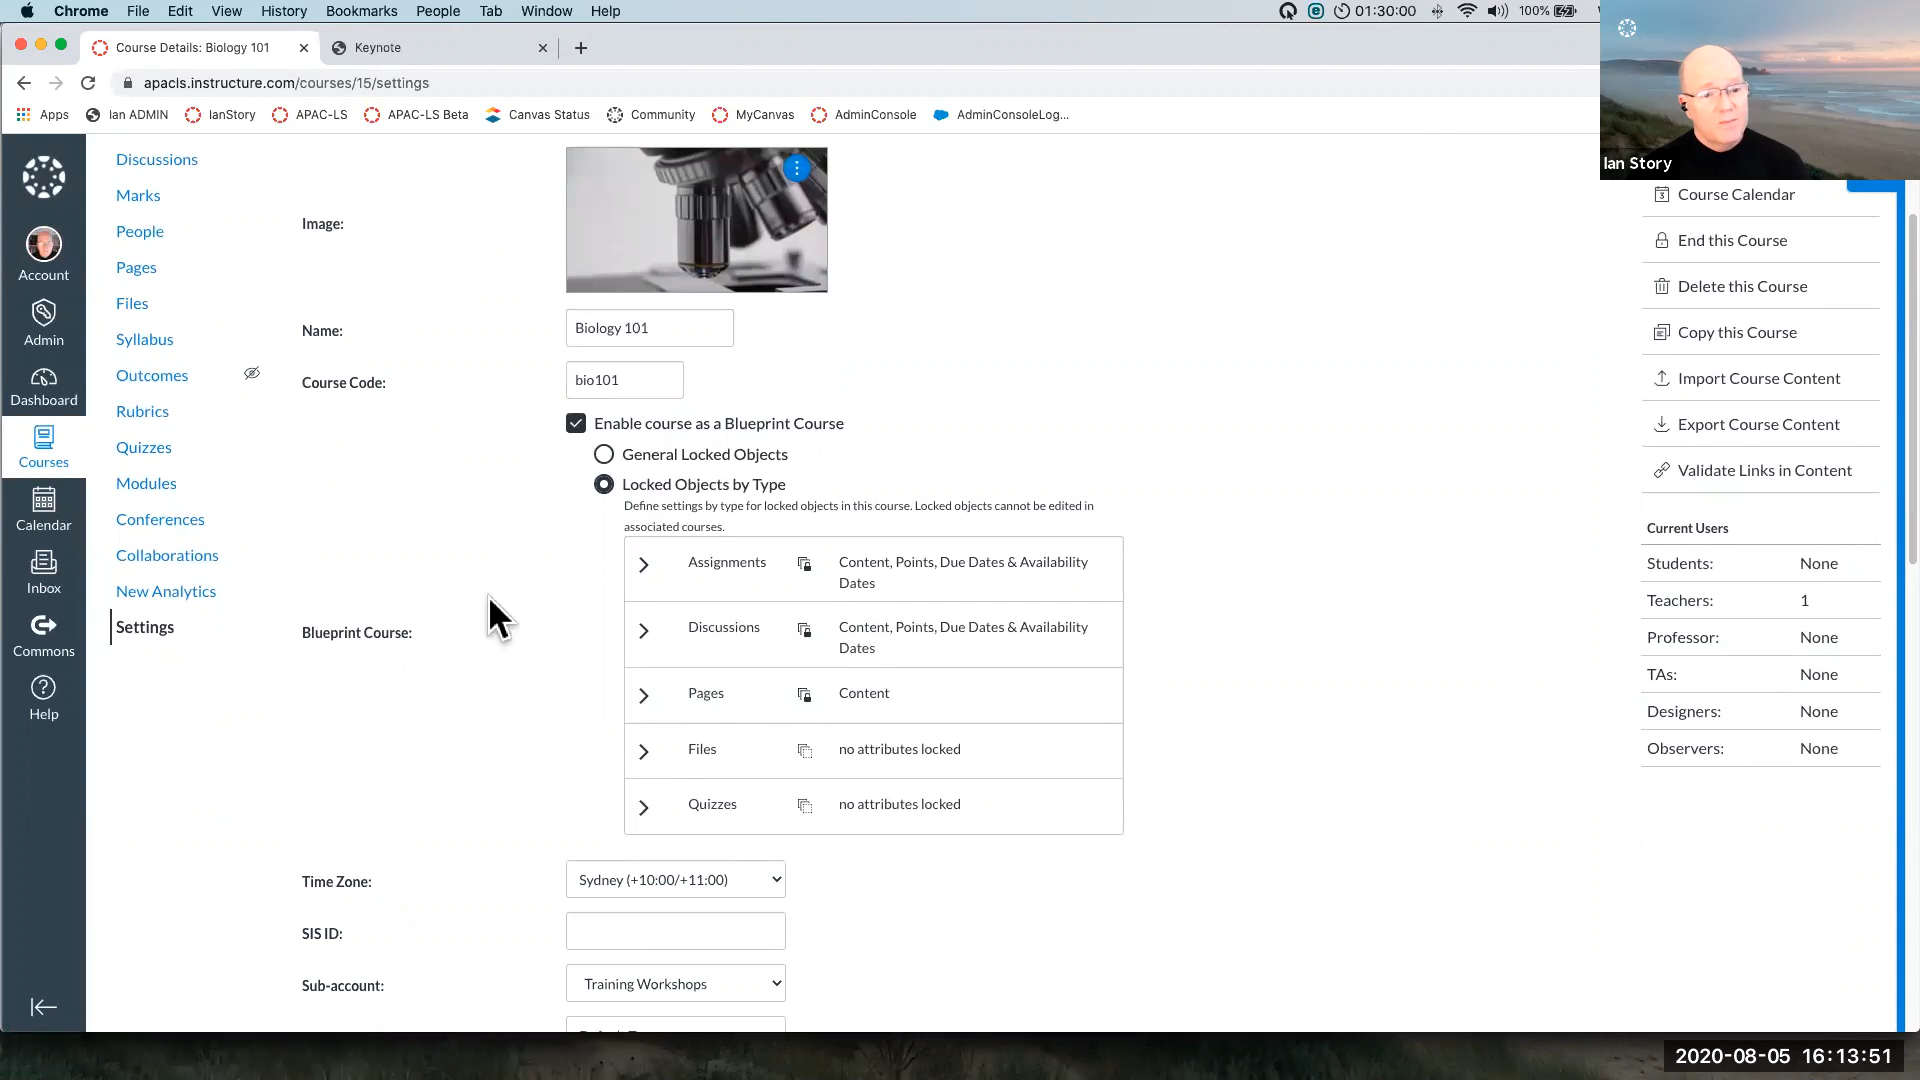 Chrome File Edit View History Bookmarks People Tab Window Help
01:30:00 100%
Course Details: Biology 101
Keynote
apacls.instructure.com/courses/15/settings
Apps Ian ADMIN IanStory APAC-LS APAC-LS Beta Canvas Status Community MyCanvas AdminConsole AdminConsoleLog...
Ian Story
Account
Admin
Dashboard
Courses
Calendar
Inbox
Commons
Help
Discussions
Marks
People
Pages
Files
Syllabus
Outcomes
Rubrics
Quizzes
Modules
Conferences
Collaborations
New Analytics
Settings
Image:
Name:
Biology 101
Course Code:
bio101
Blueprint Course:
Enable course as a Blueprint Course
General Locked Objects
Locked Objects by Type
Define settings by type for locked objects in this course. Locked objects cannot be edited in
associated courses.
Assignments
Content, Points, Due Dates & Availability
Dates
Discussions
Content, Points, Due Dates & Availability
Dates
Pages
Content
Files
no attributes locked
Quizzes
no attributes locked
Time Zone:
Sydney (+10:00/+11:00)
SIS ID:
Sub-account:
Training Workshops
Course Calendar
End this Course
Delete this Course
Copy this Course
Import Course Content
Export Course Content
Validate Links in Content
Current Users
Students: None
Teachers: 1
Professor: None
TAs: None
Designers: None
Observers: None
2020-08-05 16:13:51